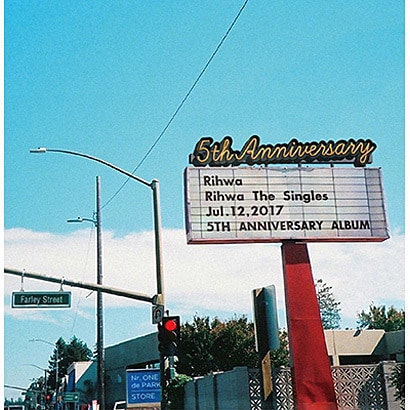 5th Anniversary
Rihwa
Rihwa The Singles
Jul.12,2017
5TH ANNIVERSARY ALBUM
Farley Street
Nr. ONE
de PARK
STORE